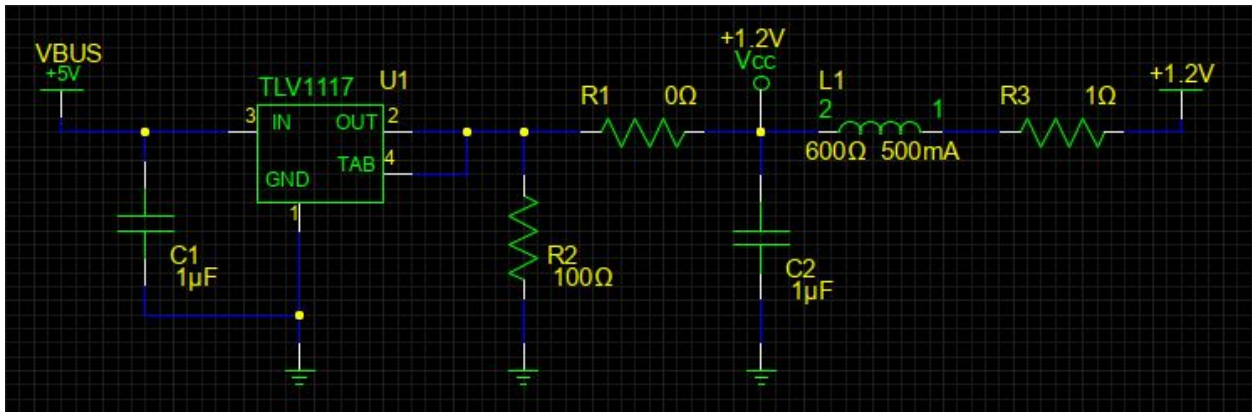 VBUS
+5V
TLV1117
U1
3
IN
OUT
2
TAB
4
GND
1
C1
1µF
R2
100Ω
R1
0Ω
+1.2V
Vcc
C2
1µF
L1
2
1
600Ω
500mA
R3
1Ω
+1.2V